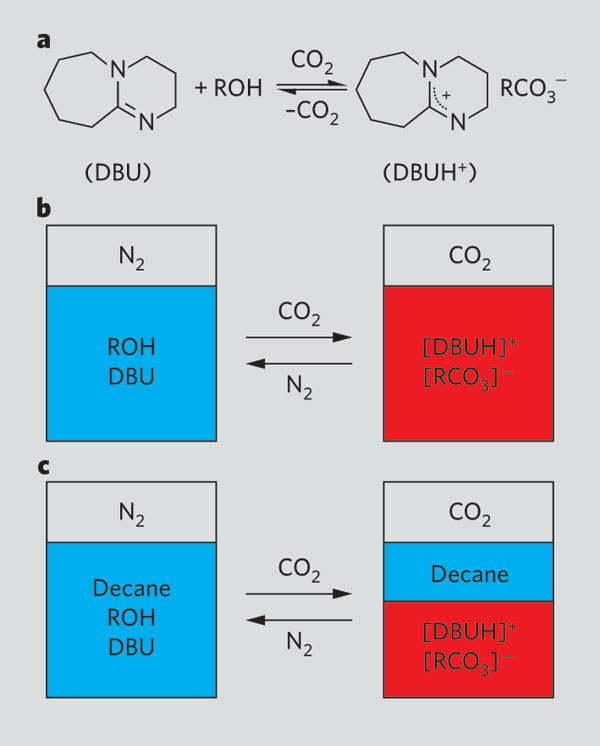 a
N
N
+ ROH
CO₂
–CO₂
N
+
N
RCO₃⁻
(DBU)
(DBUH⁺)
b
N₂
ROH
DBU
CO₂
N₂
CO₂
[DBUH]⁺
[RCO₃]⁻
c
N₂
Decane
ROH
DBU
CO₂
N₂
CO₂
Decane
[DBUH]⁺
[RCO₃]⁻